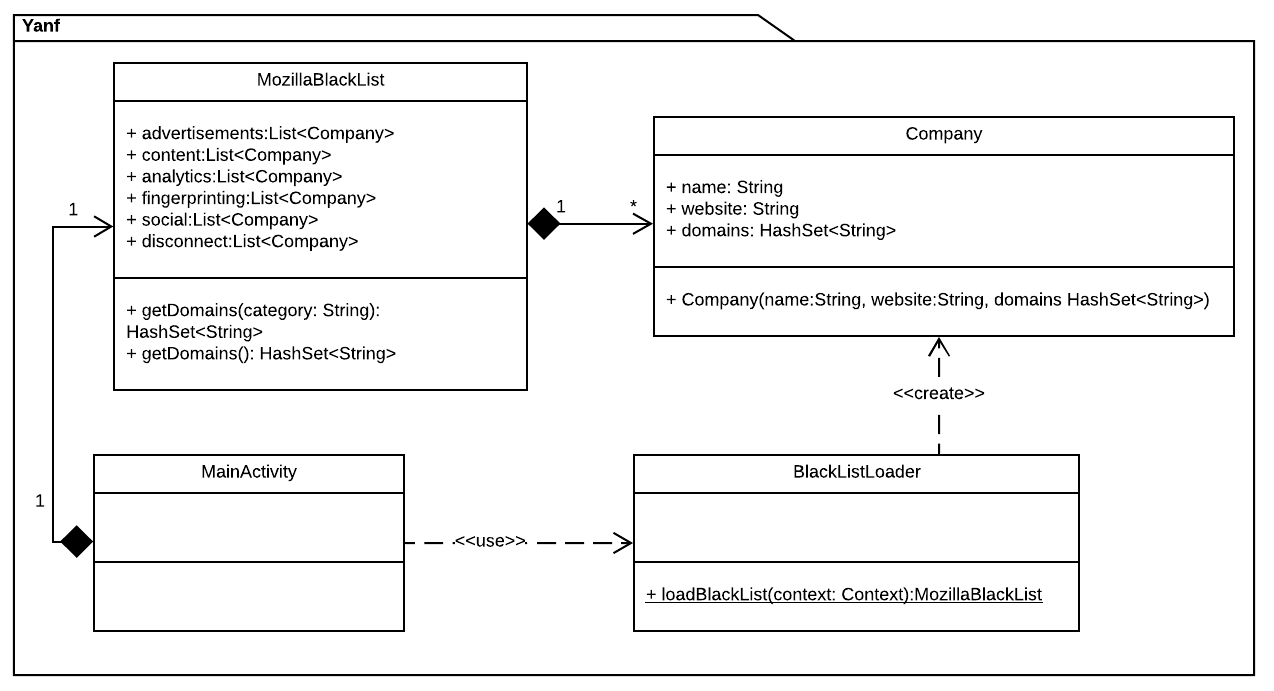 Yanf
MozillaBlackList
+ advertisements:List<Company>
+ content:List<Company>
+ analytics:List<Company>
+ fingerprinting:List<Company>
+ social:List<Company>
+ disconnect:List<Company>
+ getDomains(category: String):
HashSet<String>
+ getDomains(): HashSet<String>
1
1
*
Company
+ name: String
+ website: String
+ domains: HashSet<String>
+ Company(name:String, website:String, domains HashSet<String>)
<<create>>
1
MainActivity
<<use>>
BlackListLoader
+ loadBlackList(context: Context):MozillaBlackList